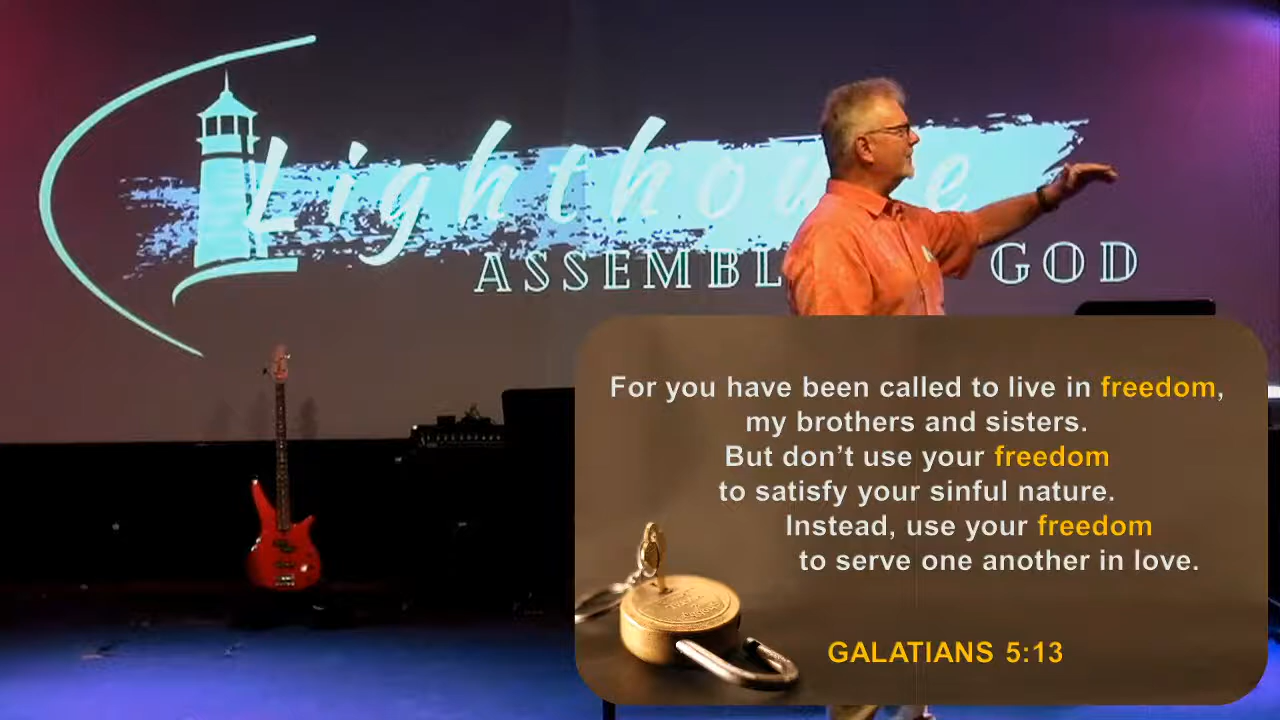 Lighthouse
ASSEMBL GOD
For you have been called to live in freedom,
my brothers and sisters.
But don't use your freedom
to satisfy your sinful nature.
Instead, use your freedom
to serve one another in love.
GALATIANS 5:13